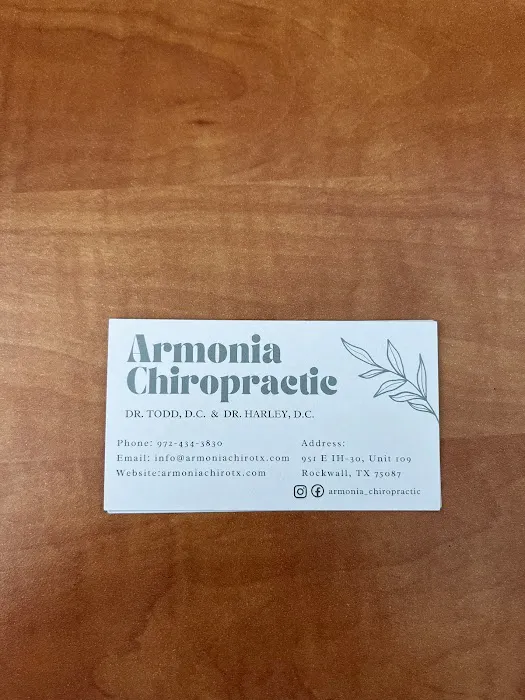 Armonia
Chiropractic
DR. TODD, D.C. & DR. HARLEY, D.C.
Phone: 972-434-3830
Email: info@armoniachirotx.com
Website:armoniachirotx.com
Address:
951 E IH-30, Unit 109
Rockwall, TX 75087
armonia_chiropractic